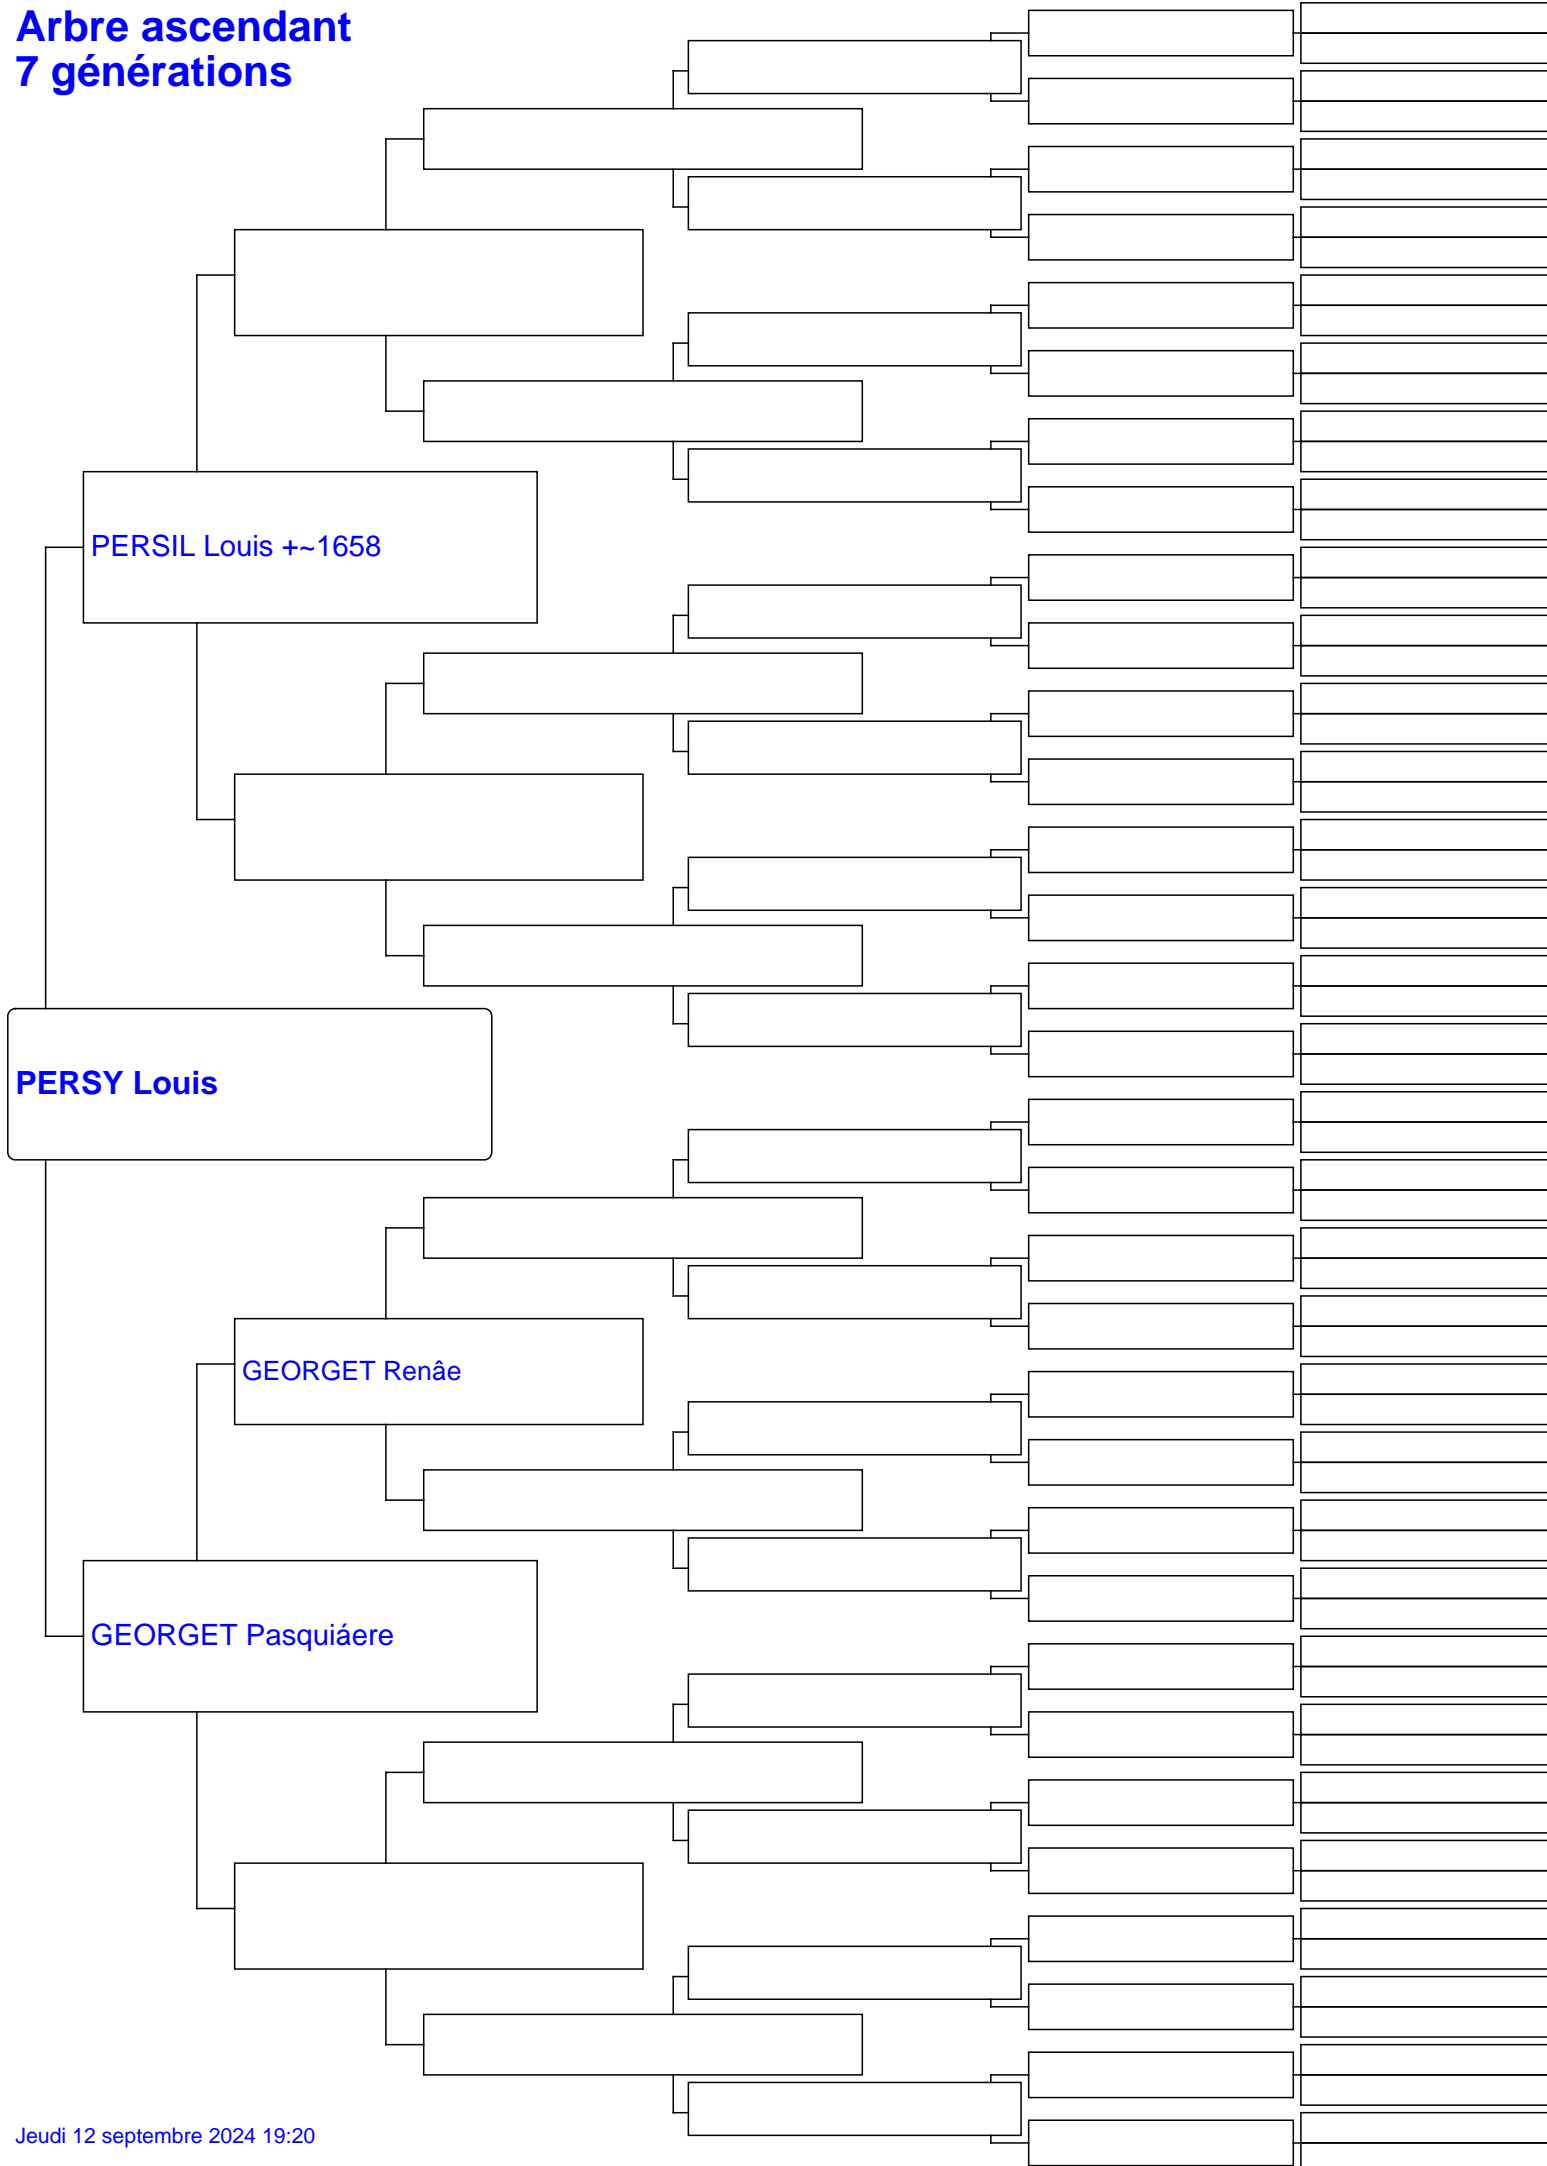 Arbre ascendant
7 générations
PERSIL Louis +~1658
PERSY Louis
GEORGET Renâe
GEORGET Pasquiáere
Jeudi 12 septembre 2024 19:20